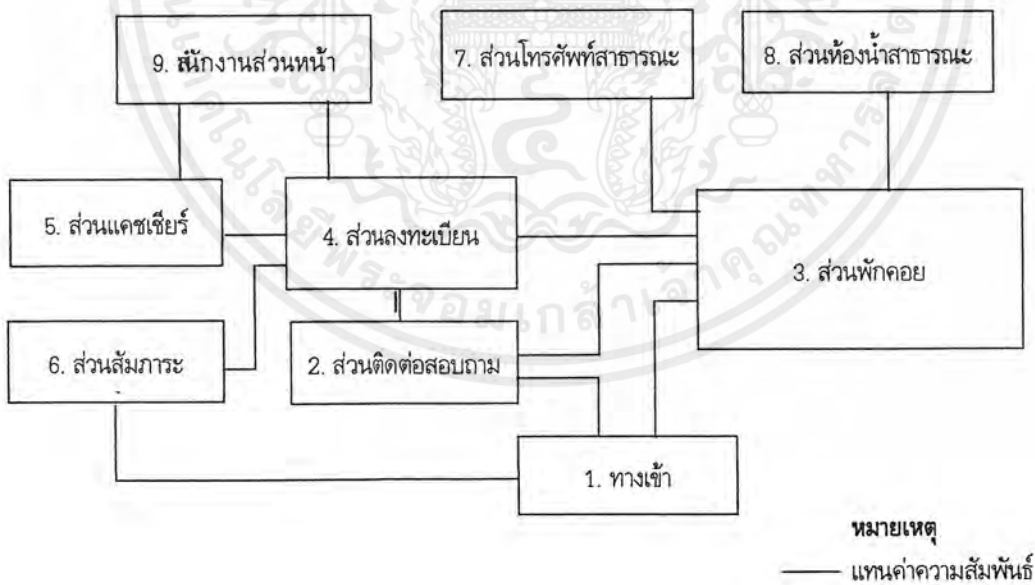 9. สำนักงานส่วนหน้า
7. ส่วนโทรศัพท์สาธารณะ
8. ส่วนห้องน้ำสาธารณะ
5. ส่วนแคชเชียร์
4. ส่วนลงทะเบียน
3. ส่วนพักคอย
6. ส่วนสัมภาระ
2. ส่วนติดต่อสอบถาม
1. ทางเข้า
หมายเหตุ
แทนค่าความสัมพันธ์